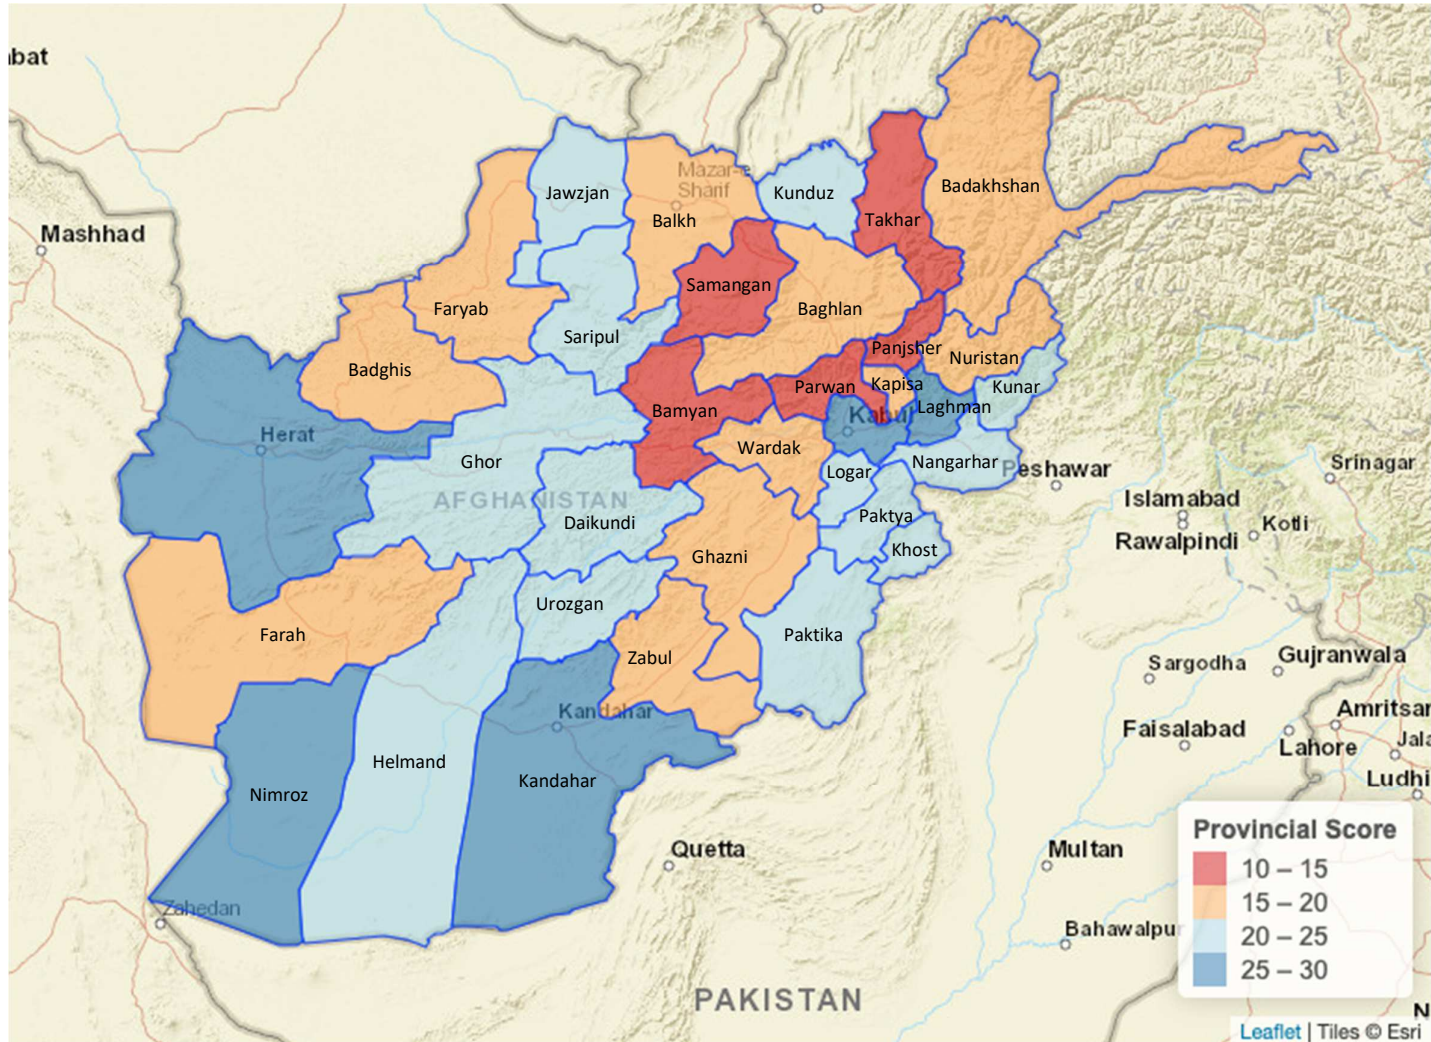 bat
Mashhad
Jawzjan
Mazar-e
Sharif
Balkh
Kunduz
Takhar
Badakhshan
Faryab
Samangan
Baghlan
Saripul
Badghis
Panjsher
Nuristan
Bamyan
Parwan
Kapisa
Kunar
Laghman
Kabul
Herat
Ghor
Wardak
Logar
Nangarhar
Peshawar
Srinagar
AFGHANISTAN
Daikundi
Paktya
Khost
Islamabad
Rawalpindi
Kotli
Ghazni
Urozgan
Farah
Zabul
Paktika
Sargodha
Gujranwala
Kandahar
Faisalabad
Lahore
Amritsar
Jala
Ludhi
Helmand
Nimroz
Kandahar
Quetta
Multan
Zahedan
Bahawalpur
PAKISTAN
Provincial Score
10 – 15
15 – 20
20 – 25
25 – 30
N
Leaflet | Tiles © Esri